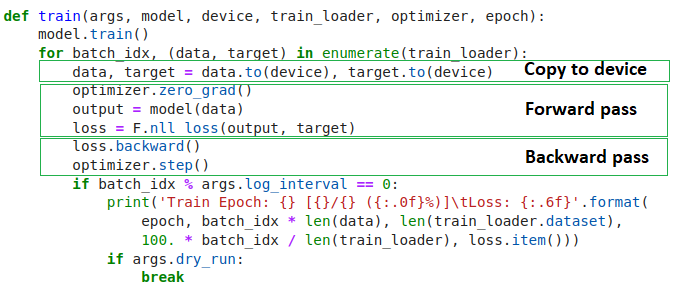 def train(args, model, device, train_loader, optimizer, epoch):
    model.train()
    for batch_idx, (data, target) in enumerate(train_loader):
        data, target = data.to(device), target.to(device) Copy to device
        optimizer.zero_grad()
        output = model(data) Forward pass
        loss = F.nll_loss(output, target)
        loss.backward()
        optimizer.step() Backward pass
        if batch_idx % args.log_interval == 0:
            print('Train Epoch: {} [{}/{} ({:.0f}%)]\tLoss: {:.6f}'.format(
                epoch, batch_idx * len(data), len(train_loader.dataset),
                100. * batch_idx / len(train_loader), loss.item()))
            if args.dry_run:
                break